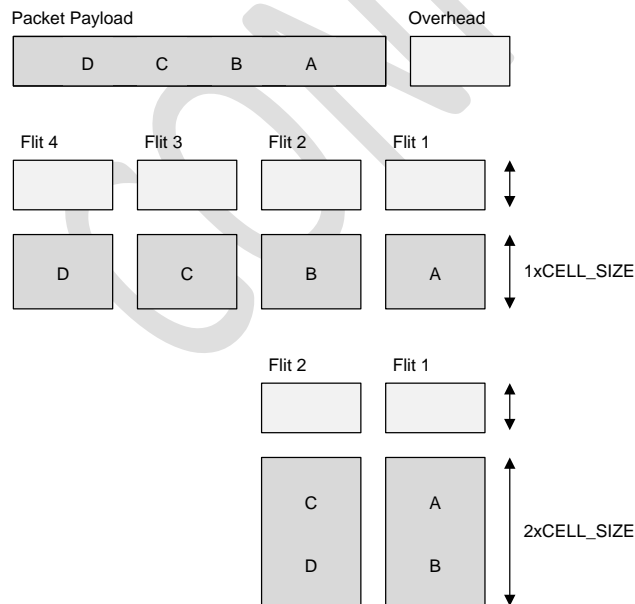 Packet Payload Overhead
D C B A
Flit 4 Flit 3 Flit 2 Flit 1
D C B A 1xCELL_SIZE
Flit 2 Flit 1
C A
2xCELL_SIZE
D B